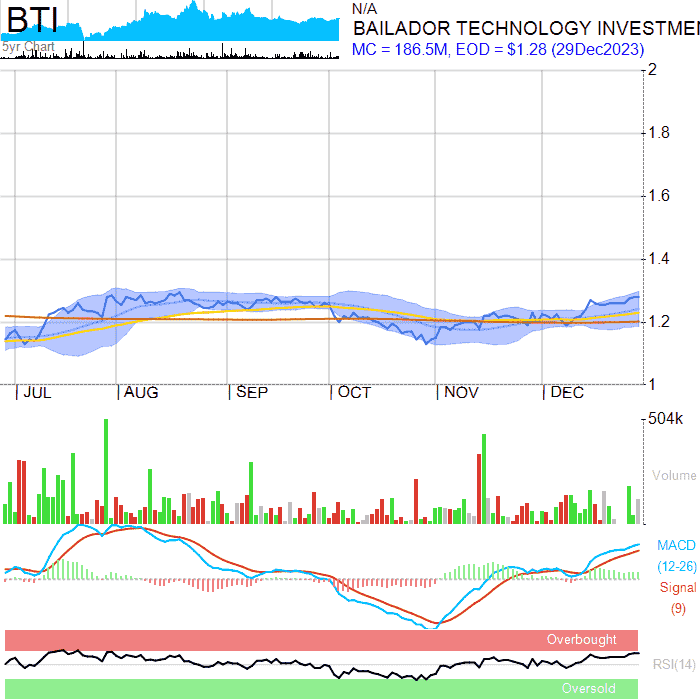 BTI
5yr Chart
N/A
BAILADOR TECHNOLOGY INVESTMEN
MC = 186.5M, EOD = $1.28 (29Dec2023)
2
1.8
1.6
1.4
1.2
1
JUL AUG SEP OCT NOV DEC
504k
Volume
MACD
(12-26)
Signal
(9)
Overbought
RSI(14)
Oversold